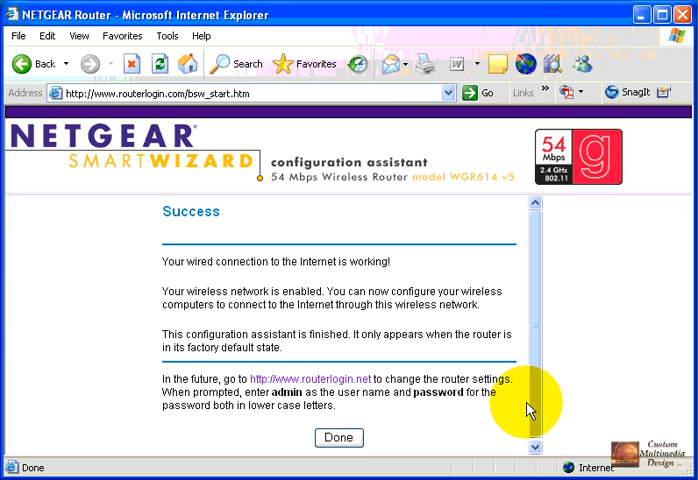 NETGEAR Router - Microsoft Internet Explorer
File Edit View Favorites Tools Help
Back Search Favorites
Address http://www.routerlogin.com/bsw_start.htm Go Links » SnagIt
NETGEAR®
SMARTWIZARD configuration assistant
54 Mbps Wireless Router model WGR614 v5
54
Mbps
2.4 GHz
802.11
g
Success
Your wired connection to the Internet is working!
Your wireless network is enabled. You can now configure your wireless
computers to connect to the Internet through this wireless network.
This configuration assistant is finished. It only appears when the router is
in its factory default state.
In the future, go to http://www.routerlogin.net to change the router settings.
When prompted, enter admin as the user name and password for the
password both in lower case letters.
Done
Custom
Multimedia
Design
Done Internet